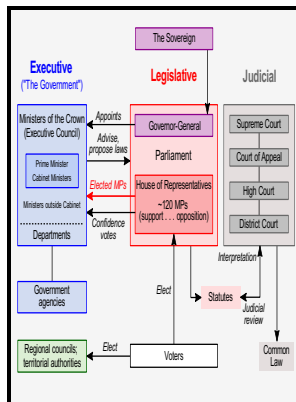 The Sovereign
Executive
("The Government")
Legislative
Judicial
Ministers of the Crown
(Executive Council)
Appoints
Governor-General
Supreme Court
Advise,
propose laws
Parliament
Court of Appeal
Prime Minister
Cabinet Ministers
Elected MPs
House of Representatives
~120 MPs
(support . . . opposition)
High Court
Ministers outside Cabinet
Confidence
votes
District Court
Departments
Interpretation
Government
agencies
Elect
Statutes
Judicial
review
Regional councils;
territorial authorities
Elect
Voters
Common
Law